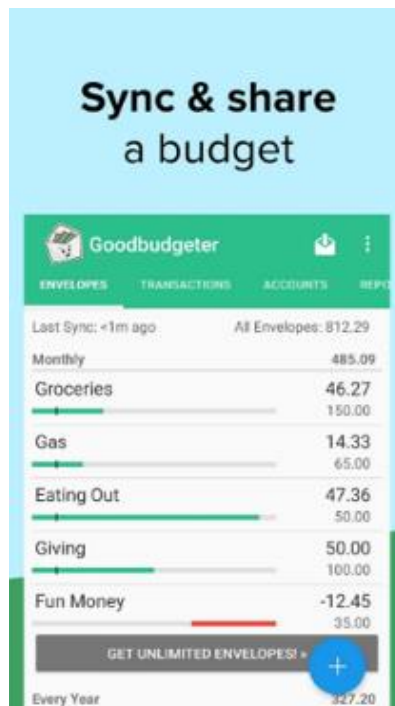 Sync & share
a budget
Goodbudgeter
ENVELOPES TRANSACTIONS ACCOUNTS REPO
Last Sync: <1m ago All Envelopes: 812.29
Monthly 485.09
Groceries 46.27
150.00
Gas 14.33
65.00
Eating Out 47.36
50.00
Giving 50.00
100.00
Fun Money -12.45
35.00
GET UNLIMITED ENVELOPES! »
+
Every Year 327.20